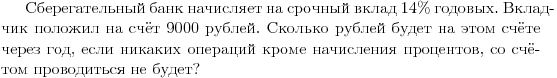 Сберегательный банк начисляет на срочный вклад 14% годовых. Вклад-
чик положил на счёт 9000 рублей. Сколько рублей будет на этом счёте
через год, если никаких операций кроме начисления процентов, со счё-
том проводиться не будет?